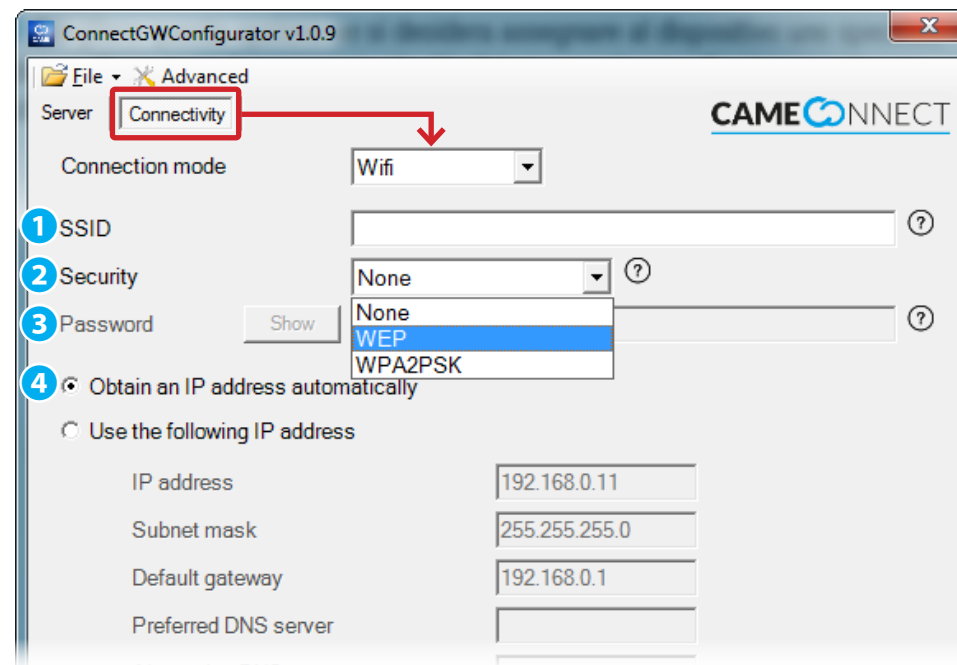 ConnectGWConfigurator v1.0.9
File Advanced
Server Connectivity
CAME CONNECT
Connection mode Wifi
1 SSID ?
2 Security None ?
None
WEP
WPA2PSK
3 Password Show ?
4 Obtain an IP address automatically
Use the following IP address
IP address 192.168.0.11
Subnet mask 255.255.255.0
Default gateway 192.168.0.1
Preferred DNS server